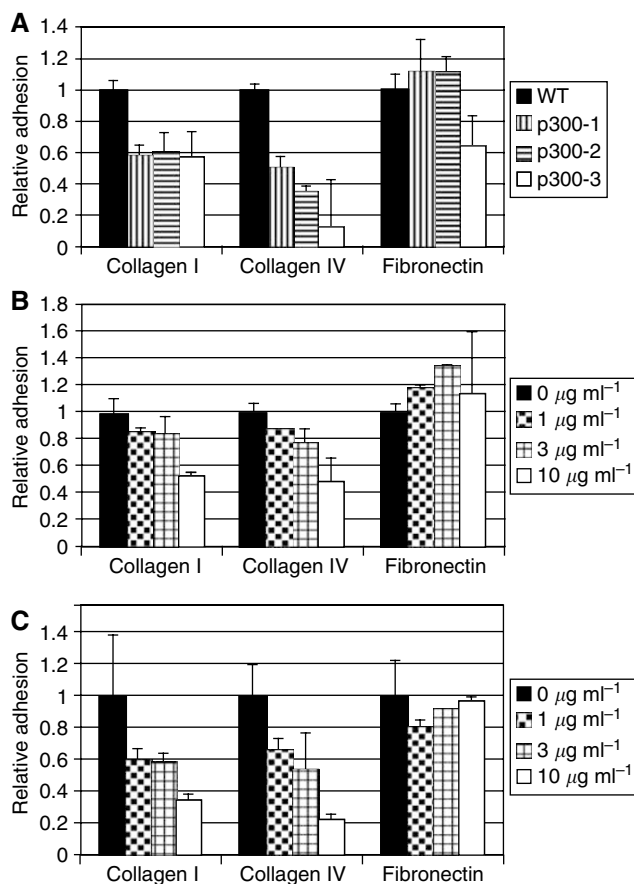 A
Relative adhesion
1.4
1.2
1
0.8
0.6
0.4
0.2
0
Collagen I Collagen IV Fibronectin
WT
p300-1
p300-2
p300-3
B
Relative adhesion
1.8
1.6
1.4
1.2
1
0.8
0.6
0.4
0.2
0
Collagen I Collagen IV Fibronectin
0 μg ml⁻¹
1 μg ml⁻¹
3 μg ml⁻¹
10 μg ml⁻¹
C
Relative adhesion
1.4
1.2
1
0.8
0.6
0.4
0.2
0
Collagen I Collagen IV Fibronectin
0 μg ml⁻¹
1 μg ml⁻¹
3 μg ml⁻¹
10 μg ml⁻¹